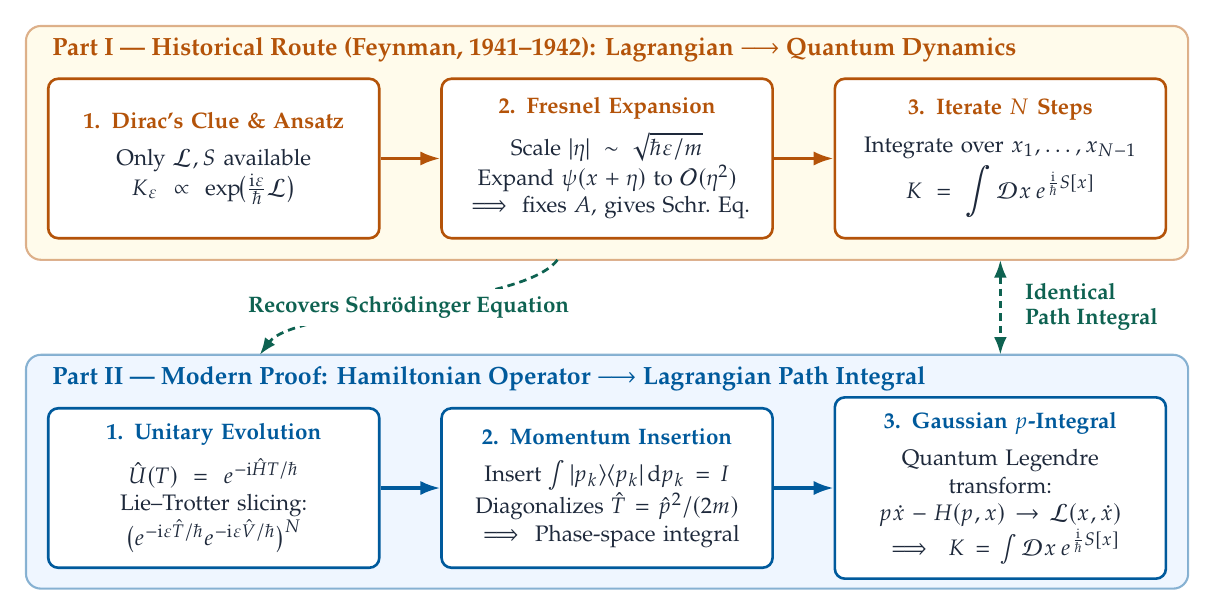 Part I — Historical Route (Feynman, 1941–1942): Lagrangian ⟶ Quantum Dynamics
1. Dirac's Clue & Ansatz
Only ℒ, S available
K_ε ∝ exp(iε/ħ ℒ)
2. Fresnel Expansion
Scale |η| ∼ √(ħε/m)
Expand ψ(x + η) to O(η²)
⟹ fixes A, gives Schr. Eq.
3. Iterate N Steps
Integrate over x₁, . . . , x_{N−1}
K = ∫ 𝒟x e^{i/ħ S[x]}
Recovers Schrödinger Equation
Identical
Path Integral
Part II — Modern Proof: Hamiltonian Operator ⟶ Lagrangian Path Integral
1. Unitary Evolution
Û(T) = e^{−iĤT/ħ}
Lie–Trotter slicing:
(e^{−iεT̂/ħ} e^{−iεV̂/ħ})^N
2. Momentum Insertion
Insert ∫ |p_k⟩⟨p_k| dp_k = I
Diagonalizes T̂ = p̂²/(2m)
⟹ Phase-space integral
3. Gaussian p-Integral
Quantum Legendre
transform:
pẋ − H(p, x) → ℒ(x, ẋ)
⟹ K = ∫ 𝒟x e^{i/ħ S[x]}